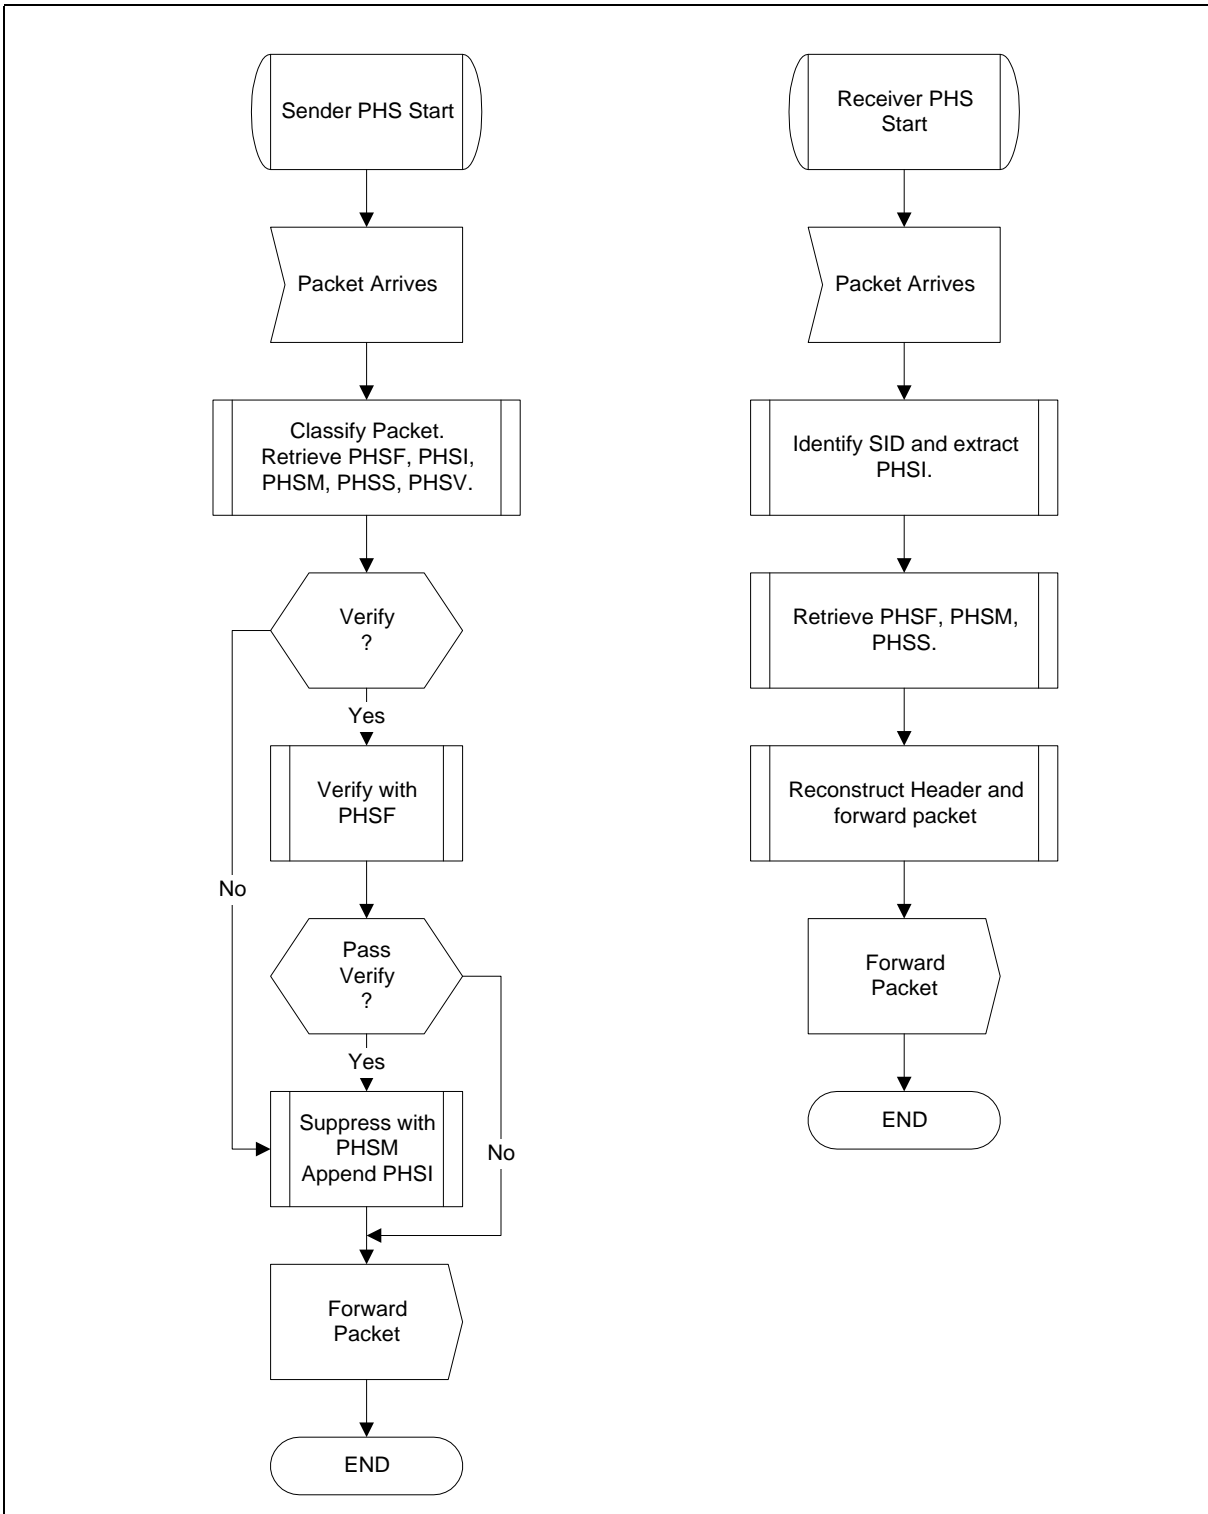 Sender PHS Start
Packet Arrives
Classify Packet.
Retrieve PHSF, PHSI,
PHSM, PHSS, PHSV.
Verify
?
Yes
Verify with
PHSF
No
Pass
Verify
?
Yes
Suppress with
PHSM
Append PHSI
No
Forward
Packet
END
Receiver PHS
Start
Packet Arrives
Identify SID and extract
PHSI.
Retrieve PHSF, PHSM,
PHSS.
Reconstruct Header and
forward packet
Forward
Packet
END